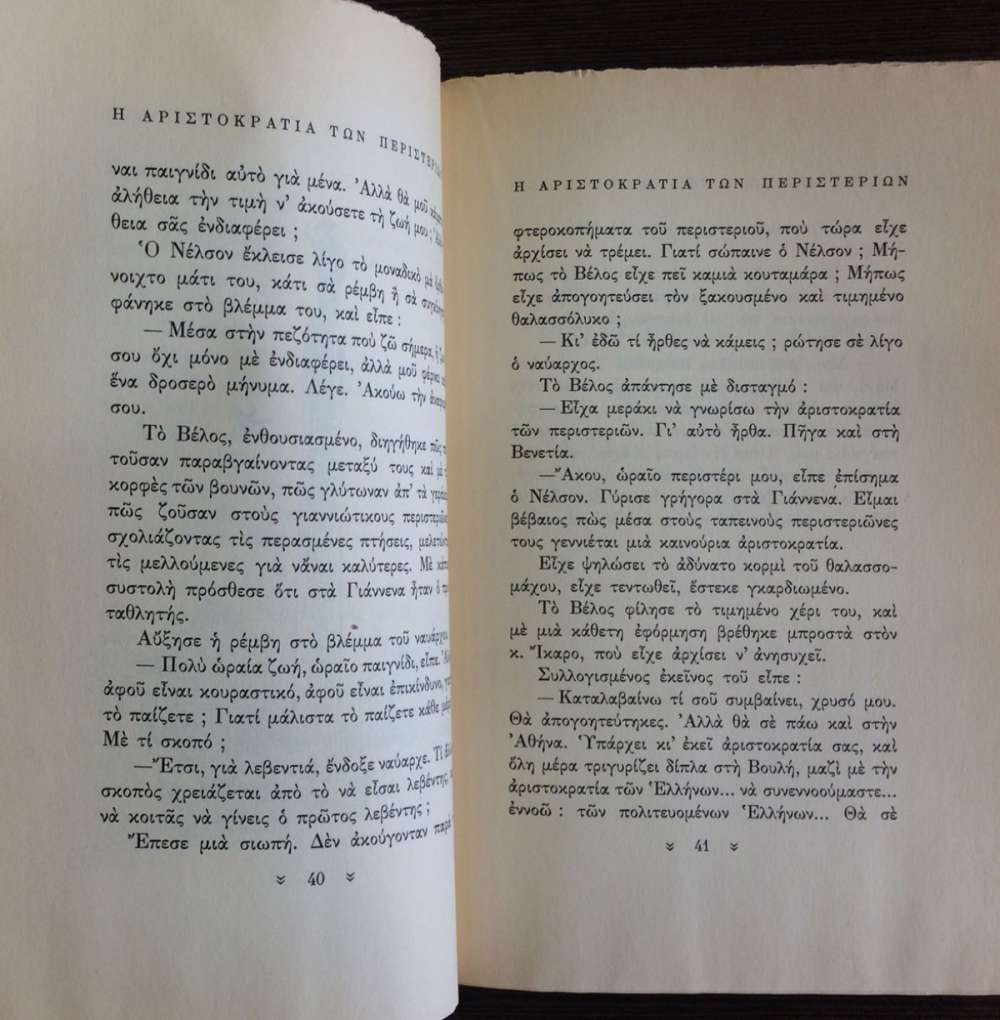 Η ΑΡΙΣΤΟΚΡΑΤΙΑ ΤΩΝ
ναι παιγνίδι αὐτὸ γιὰ μένα. Ἀλλὰ θὰ μοῦ
ἀλήθεια τὴν τιμὴ ν' ἀκούσετε τὴ ζωή μου;
θεια σᾶς ἐνδιαφέρει ;
Ὁ Νέλσον ἔκλεισε λίγο τὸ μοναδικὸ
νοιχτο μάτι του, κάτι σὰ ρέμβη ἢ σὰ
φάνηκε στὸ βλέμμα του, καὶ εἶπε :
— Μέσα στὴν πεζότητα ποὺ ζῶ σήμερα, ἡ
σου ὄχι μόνο μὲ ἐνδιαφέρει, ἀλλὰ μοῦ
ἕνα δροσερὸ μήνυμα. Λέγε. Ἀκούω τὴν
σου.
Τὸ Βέλος, ἐνθουσιασμένο, διηγήθηκε πῶς
τοῦσαν παραβγαίνοντας μεταξύ τους καὶ
κορφὲς τῶν βουνῶν, πῶς γλύτωναν ἀπ' τὰ
πῶς ζοῦσαν στοὺς γιαννιώτικους
σχολιάζοντας τὶς περασμένες πτήσεις,
τὶς μελλούμενες γιὰ νἆναι καλύτερες. Μὲ
συστολὴ πρόσθεσε ὅτι στὰ Γιάννενα ἦταν ὁ
ταθλητής.
Αὔξησε ἡ ρέμβη στὸ βλέμμα τοῦ
— Πολὺ ὡραία ζωή, ὡραῖο παιγνίδι, εἶπε.
ἀφοῦ εἶναι κουραστικό, ἀφοῦ εἶναι ἐπικίνδυνο,
τὸ παίζετε ; Γιατί μάλιστα τὸ παίζετε κάθε
Μὲ τί σκοπό ;
—Ἔτσι, γιὰ λεβεντιά, ἔνδοξε ναύαρχε. Τί
σκοπὸς χρειάζεται ἀπὸ τὸ νὰ εἶσαι λεβέντης,
νὰ κοιτᾶς νὰ γίνεις ὁ πρῶτος λεβέντης ;
Ἔπεσε μιὰ σιωπή. Δὲν ἀκούγονταν παρὰ
40
Η ΑΡΙΣΤΟΚΡΑΤΙΑ ΤΩΝ ΠΕΡΙΣΤΕΡΙΩΝ
φτεροκοπήματα τοῦ περιστεριοῦ, ποὺ τώρα εἶχε
ἀρχίσει νὰ τρέμει. Γιατί σώπαινε ὁ Νέλσον ; Μή-
πως τὸ Βέλος εἶχε πεῖ καμιὰ κουταμάρα ; Μήπως
εἶχε ἀπογοητεύσει τὸν ξακουσμένο καὶ τιμημένο
θαλασσόλυκο ;
— Κι' ἐδῶ τί ἦρθες νὰ κάμεις ; ρώτησε σὲ λίγο
ὁ ναύαρχος.
Τὸ Βέλος ἀπάντησε μὲ δισταγμό :
— Εἶχα μεράκι νὰ γνωρίσω τὴν ἀριστοκρατία
τῶν περιστεριῶν. Γι' αὐτὸ ἦρθα. Πῆγα καὶ στὴ
Βενετία.
—Ἄκου, ὡραῖο περιστέρι μου, εἶπε ἐπίσημα
ὁ Νέλσον. Γύρισε γρήγορα στὰ Γιάννενα. Εἶμαι
βέβαιος πὼς μέσα στοὺς ταπεινοὺς περιστεριῶνες
τους γεννιέται μιὰ καινούρια ἀριστοκρατία.
Εἶχε ψηλώσει τὸ ἀδύνατο κορμὶ τοῦ θαλασσο-
μάχου, εἶχε τεντωθεῖ, ἔστεκε γκαρδιωμένο.
Τὸ Βέλος φίλησε τὸ τιμημένο χέρι του, καὶ
μὲ μιὰ κάθετη ἐφόρμηση βρέθηκε μπροστὰ στὸν
κ. Ἴκαρο, ποὺ εἶχε ἀρχίσει ν' ἀνησυχεῖ.
Συλλογισμένος ἐκεῖνος τοῦ εἶπε :
— Καταλαβαίνω τί σοῦ συμβαίνει, χρυσό μου.
Θὰ ἀπογοητεύτηκες. Ἀλλὰ θὰ σὲ πάω καὶ στὴν
Ἀθήνα. Ὑπάρχει κι' ἐκεῖ ἀριστοκρατία σας, καὶ
ὅλη μέρα τριγυρίζει δίπλα στὴ Βουλή, μαζὶ μὲ τὴν
ἀριστοκρατία τῶν Ἑλλήνων... νὰ συνεννοούμαστε...
ἐννοῶ : τῶν πολιτευομένων Ἑλλήνων... Θὰ σὲ
41